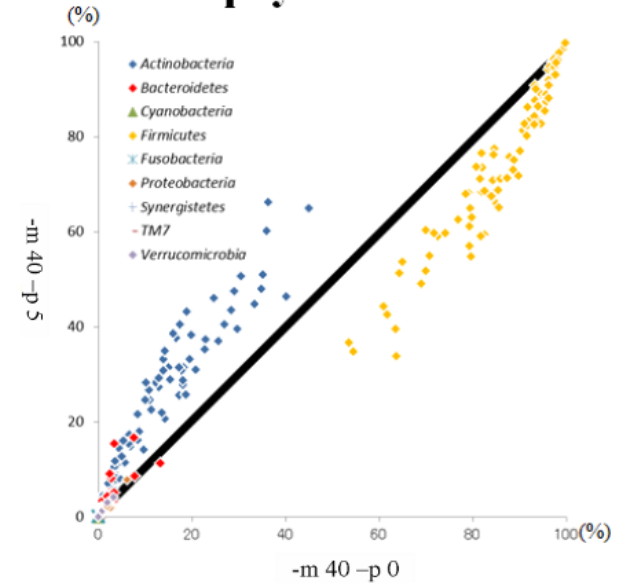 (%)
100
80
60
40
20
0
Actinobacteria
Bacteroidetes
Cyanobacteria
Firmicutes
Fusobacteria
Proteobacteria
Synergistetes
TM7
Verrucomicrobia
-m 40 –p 5
0 20 40 60 80 100(%)
-m 40 –p 0